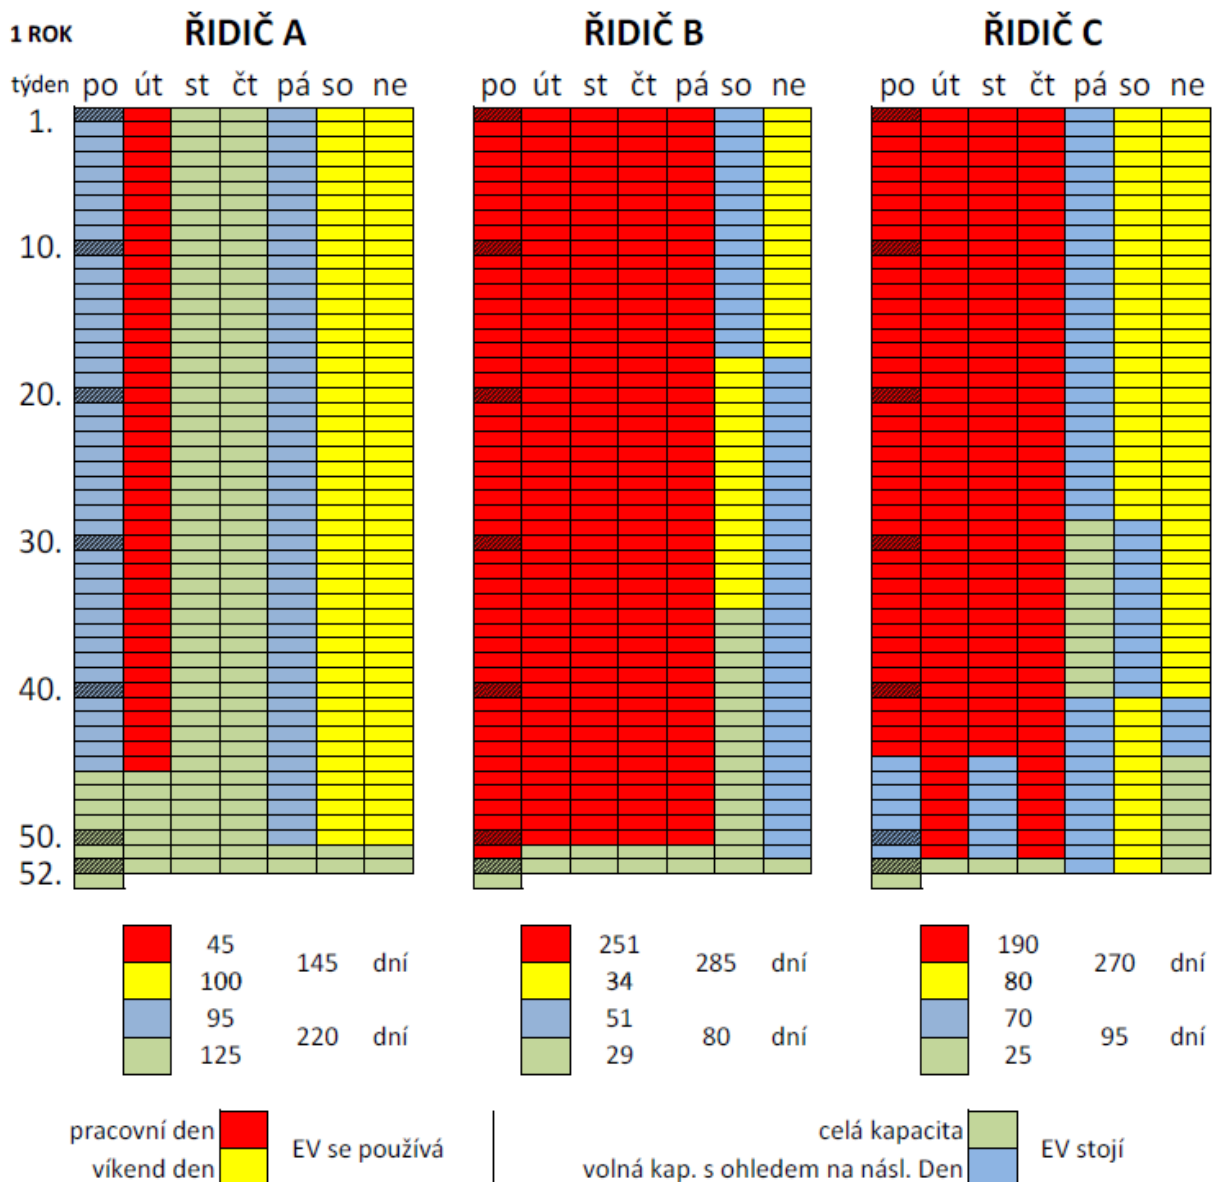 1 ROK ŘIDIČ A ŘIDIČ B ŘIDIČ C
týden po út st čt pá so ne po út st čt pá so ne po út st čt pá so ne
1.
10.
20.
30.
40.
50.
52.
45 251 190
145 dní 285 dní 270 dní
100 34 80
95 51 70
220 dní 80 dní 95 dní
125 29 25
pracovní den celá kapacita
EV se používá EV stojí
víkend den volná kap. s ohledem na násl. Den